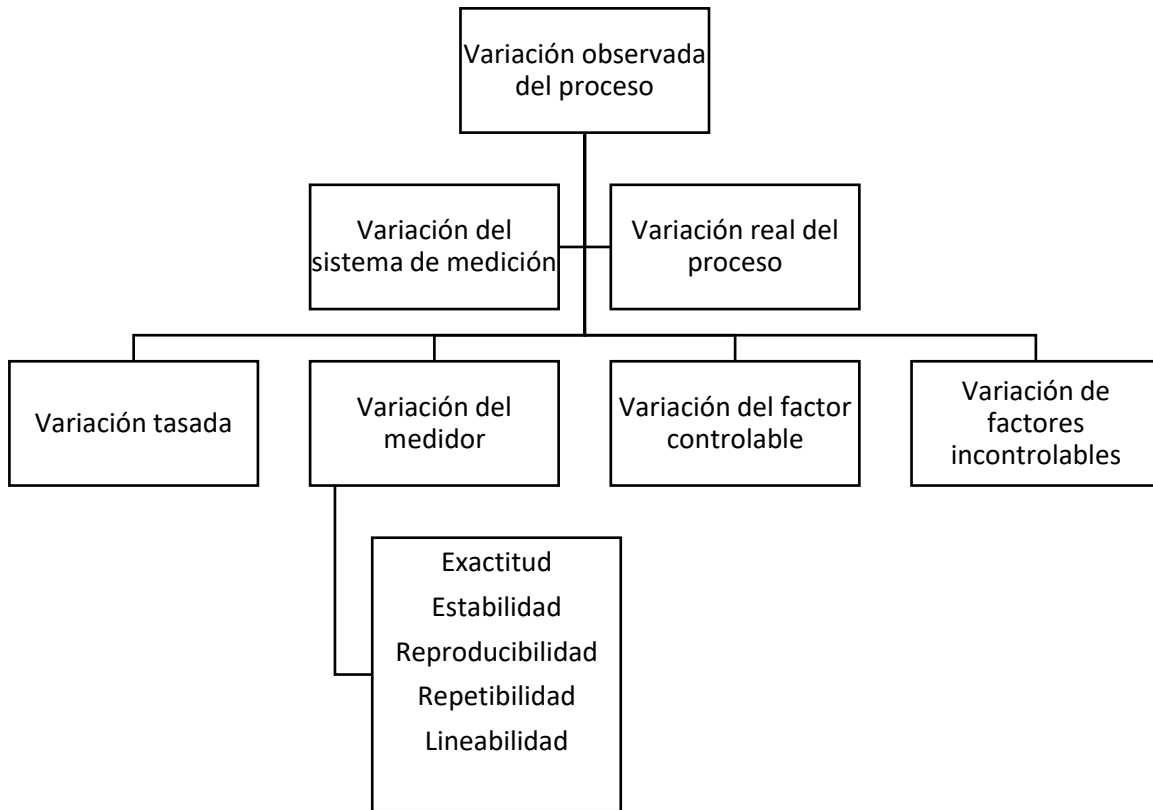 Variación observada
del proceso
Variación del
sistema de medición
Variación real del
proceso
Variación tasada
Variación del
medidor
Variación del factor
controlable
Variación de
factores
incontrolables
Exactitud
Estabilidad
Reproducibilidad
Repetibilidad
Lineabilidad